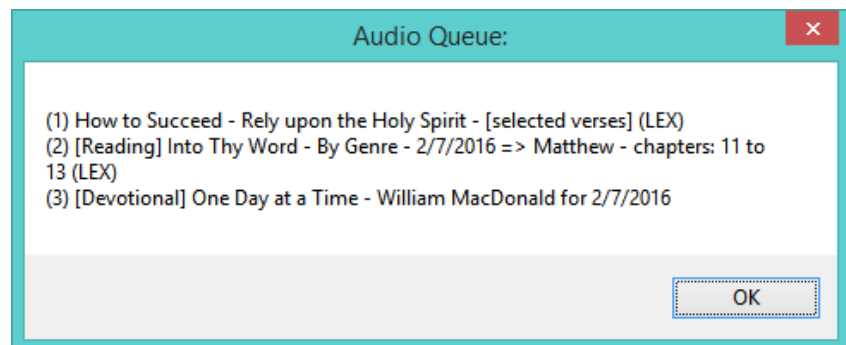 Audio Queue:
(1) How to Succeed - Rely upon the Holy Spirit - [selected verses] (LEX)
(2) [Reading] Into Thy Word - By Genre - 2/7/2016 => Matthew - chapters: 11 to
13 (LEX)
(3) [Devotional] One Day at a Time - William MacDonald for 2/7/2016
OK